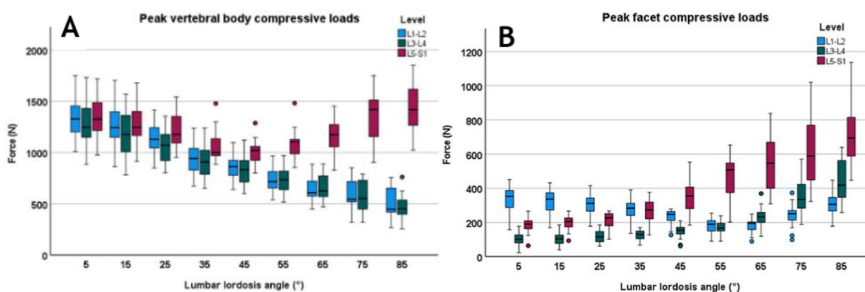 A
Peak vertebral body compressive loads
Level
L1-L2
L3-L4
L5-S1
2000
1500
1000
500
0
Force (N)
5 15 25 35 45 55 65 75 85
Lumbar lordosis angle (°)
B
Peak facet compressive loads
Level
L1-L2
L3-L4
L5-S1
1200
1000
800
600
400
200
0
Force (N)
5 15 25 35 45 55 65 75 85
Lumbar lordosis angle (°)